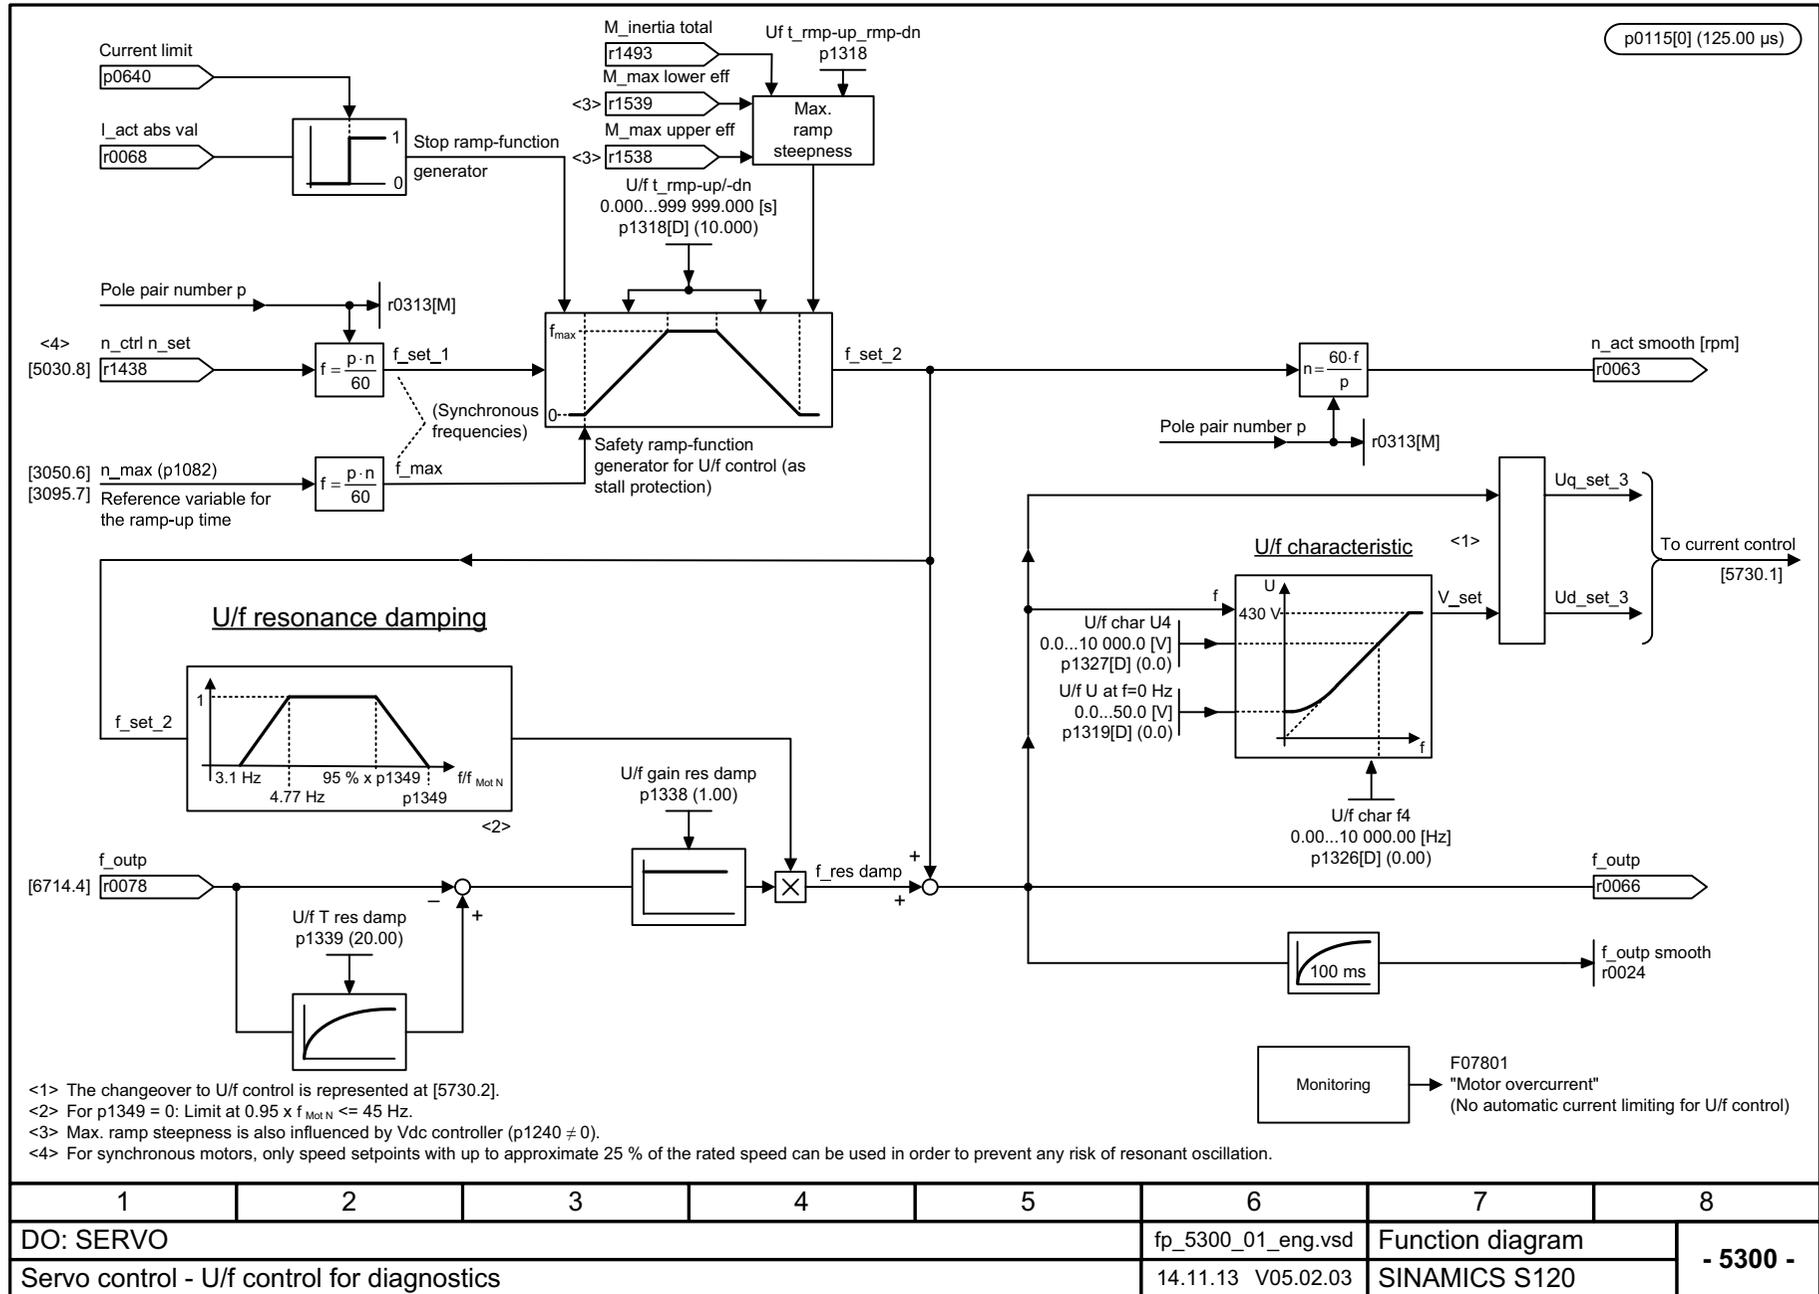 p0115[0] (125.00 µs)
Current limit
p0640
I_act abs val
r0068
1
0
Stop ramp-function
generator
M_inertia total
r1493
M_max lower eff
<3> r1539
M_max upper eff
<3> r1538
Uf t_rmp-up_rmp-dn
p1318
Max.
ramp
steepness
U/f t_rmp-up/-dn
0.000...999 999.000 [s]
p1318[D] (10.000)
Pole pair number p
r0313[M]
<4>
n_ctrl n_set
[5030.8] r1438
f = p·n
60
f_set_1
(Synchronous
frequencies)
fmax
0
f_set_2
n = 60·f
p
n_act smooth [rpm]
r0063
Pole pair number p
r0313[M]
[3050.6]
[3095.7]
n_max (p1082)
Reference variable for
the ramp-up time
f = p·n
60
f_max
Safety ramp-function
generator for U/f control (as
stall protection)
Uq_set_3
U/f characteristic
<1>
To current control
[5730.1]
Ud_set_3
U/f resonance damping
f
U
430 V
V_set
f
U/f char U4
0.0...10 000.0 [V]
p1327[D] (0.0)
U/f U at f=0 Hz
0.0...50.0 [V]
p1319[D] (0.0)
f_set_2
1
3.1 Hz
95 % x p1349
f/f Mot N
4.77 Hz
p1349
<2>
U/f gain res damp
p1338 (1.00)
U/f char f4
0.00...10 000.00 [Hz]
p1326[D] (0.00)
f_outp
[6714.4] r0078
−
+
×
f_res damp
+
+
f_outp
r0066
U/f T res damp
p1339 (20.00)
100 ms
f_outp smooth
r0024
Monitoring
F07801
"Motor overcurrent"
(No automatic current limiting for U/f control)
<1> The changeover to U/f control is represented at [5730.2].
<2> For p1349 = 0: Limit at 0.95 x f Mot N <= 45 Hz.
<3> Max. ramp steepness is also influenced by Vdc controller (p1240 ≠ 0).
<4> For synchronous motors, only speed setpoints with up to approximate 25 % of the rated speed can be used in order to prevent any risk of resonant oscillation.
1 2 3 4 5 6 7 8
DO: SERVO
fp_5300_01_eng.vsd
Function diagram
- 5300 -
Servo control - U/f control for diagnostics
14.11.13 V05.02.03
SINAMICS S120